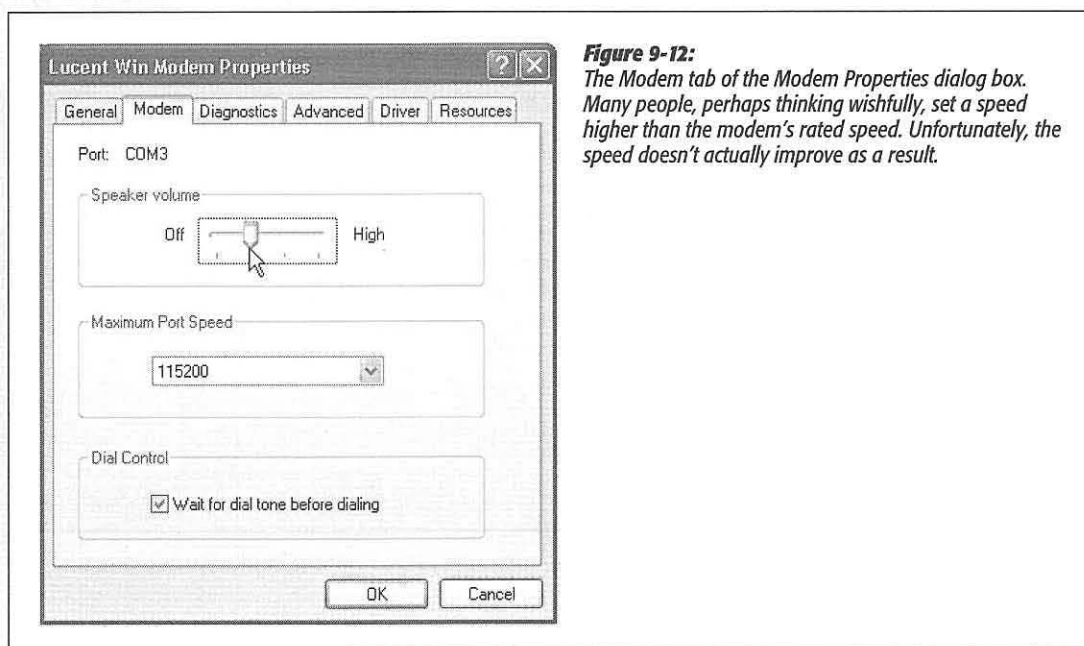 Lucent Win Modem Properties
General Modem Diagnostics Advanced Driver Resources
Port: COM3
Speaker volume
Off High
Maximum Port Speed
115200
Dial Control
Wait for dial tone before dialing
OK Cancel
Figure 9-12:
The Modem tab of the Modem Properties dialog box.
Many people, perhaps thinking wishfully, set a speed
higher than the modem's rated speed. Unfortunately, the
speed doesn't actually improve as a result.